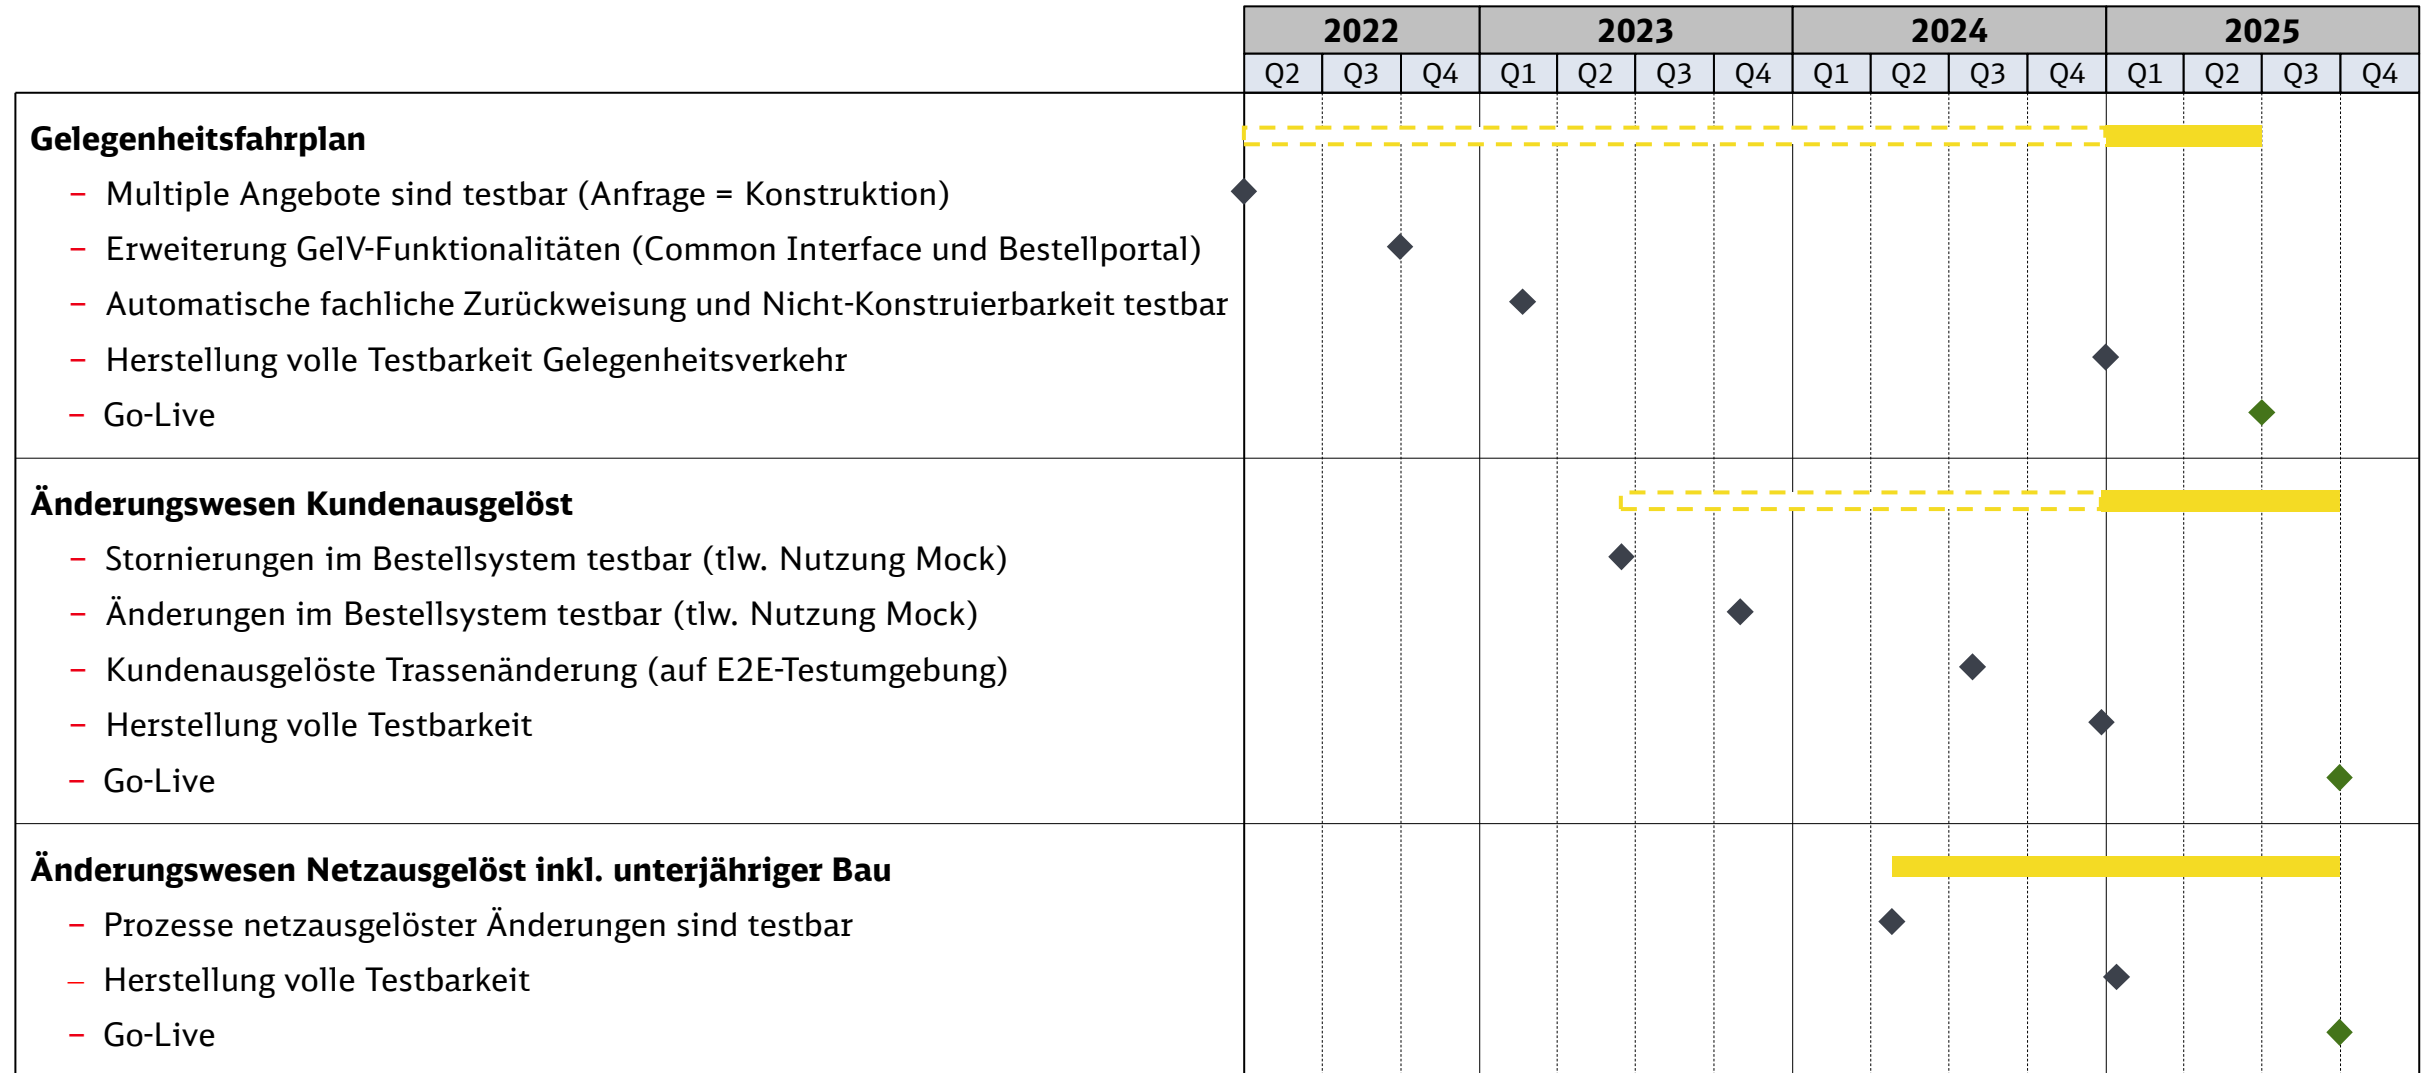 2022 2023 2024 2025
Q2 Q3 Q4 Q1 Q2 Q3 Q4 Q1 Q2 Q3 Q4 Q1 Q2 Q3 Q4
Gelegenheitsfahrplan
– Multiple Angebote sind testbar (Anfrage = Konstruktion)
– Erweiterung GelV-Funktionalitäten (Common Interface und Bestellportal)
– Automatische fachliche Zurückweisung und Nicht-Konstruierbarkeit testbar
– Herstellung volle Testbarkeit Gelegenheitsverkehr
– Go-Live
Änderungswesen Kundenausgelöst
– Stornierungen im Bestellsystem testbar (tlw. Nutzung Mock)
– Änderungen im Bestellsystem testbar (tlw. Nutzung Mock)
– Kundenausgelöste Trassenänderung (auf E2E-Testumgebung)
– Herstellung volle Testbarkeit
– Go-Live
Änderungswesen Netzausgelöst inkl. unterjähriger Bau
– Prozesse netzausgelöster Änderungen sind testbar
– Herstellung volle Testbarkeit
– Go-Live